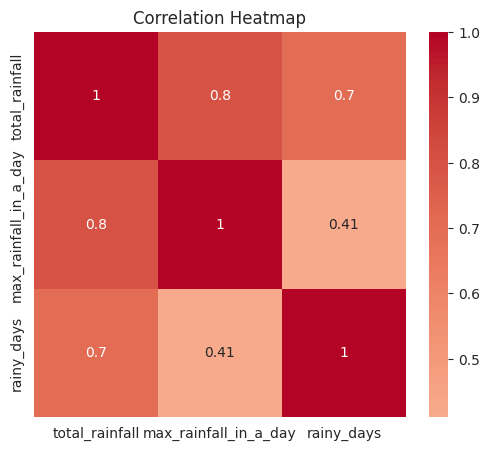 Correlation Heatmap
total_rainfall
max_rainfall_in_a_day
rainy_days
1 0.8 0.7
0.8 1 0.41
0.7 0.41 1
total_rainfall max_rainfall_in_a_day rainy_days
1.0
0.9
0.8
0.7
0.6
0.5